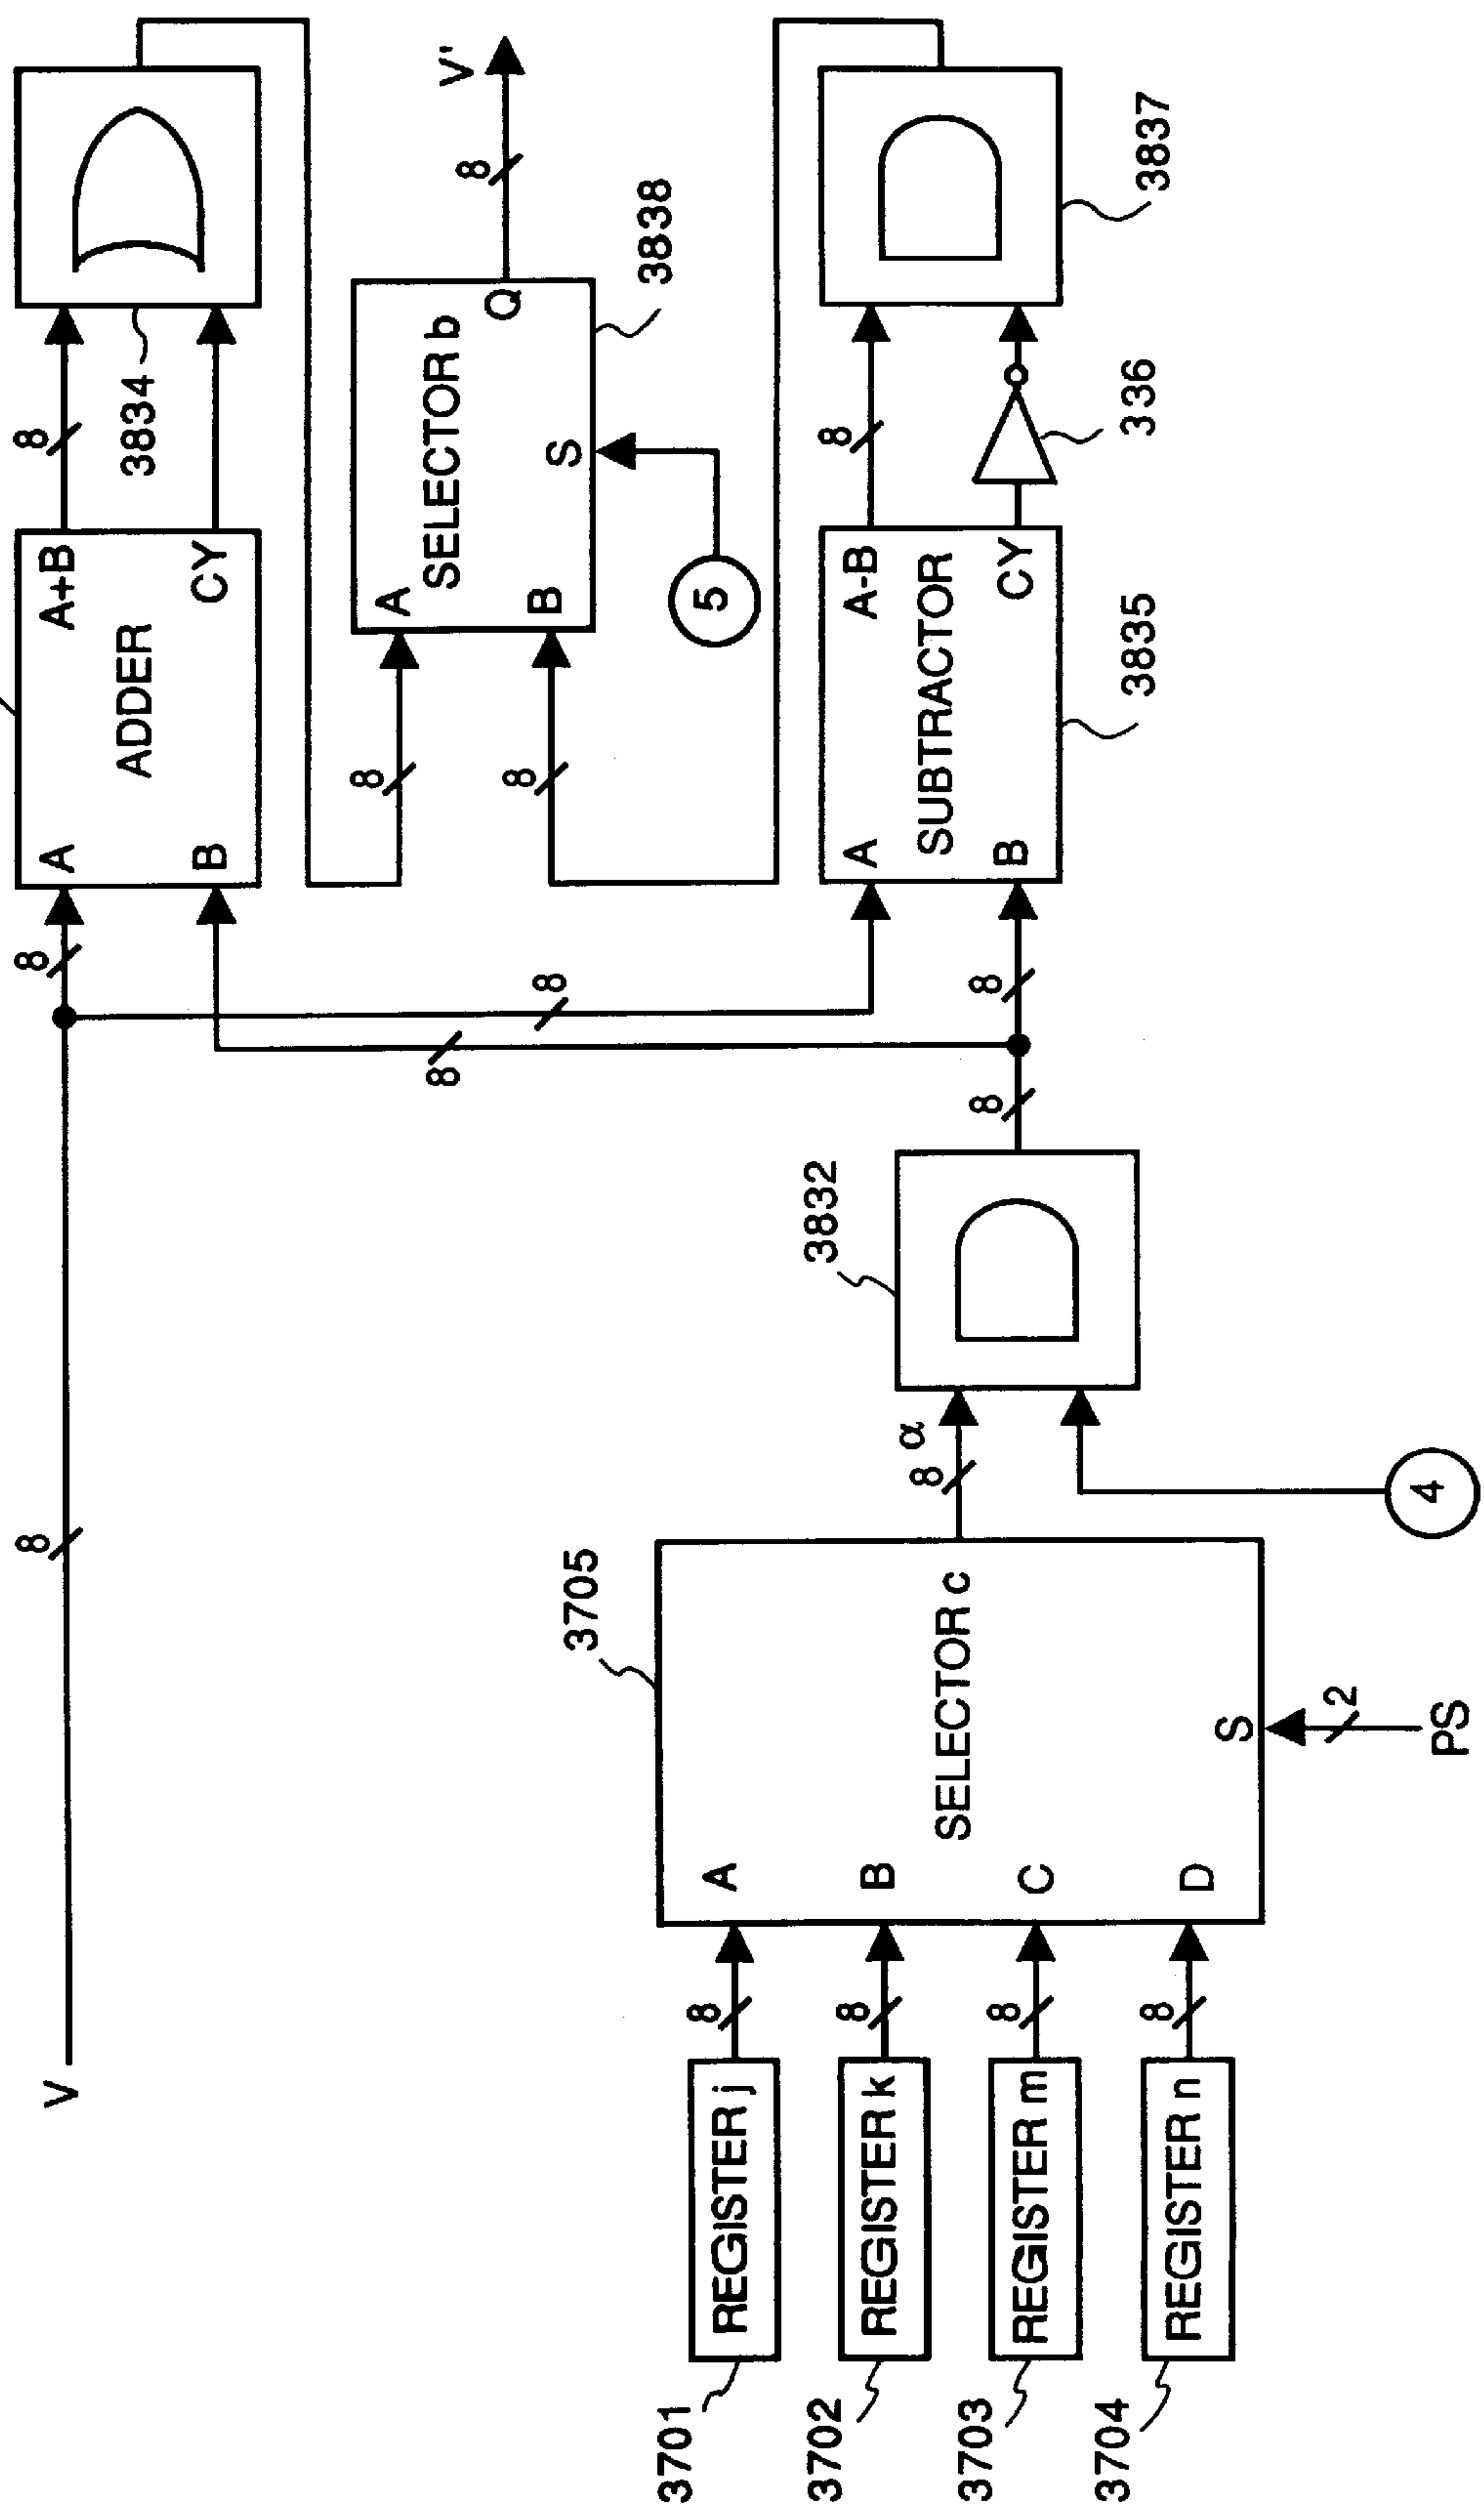 V
8
8
A
A+B
ADDER
B
CY
8
3834
8
8
8
A
SELECTOR b
Q
B
S
3838
8
V'
8
5
A
A-B
SUBTRACTOR
B
CY
3835
8
336
3837
8
8
3832
3701
REGISTER j
8
3702
REGISTER k
8
3703
REGISTER m
8
3704
REGISTER n
8
A
B
C
D
SELECTOR c
S
3705
2
PS
8
α
4